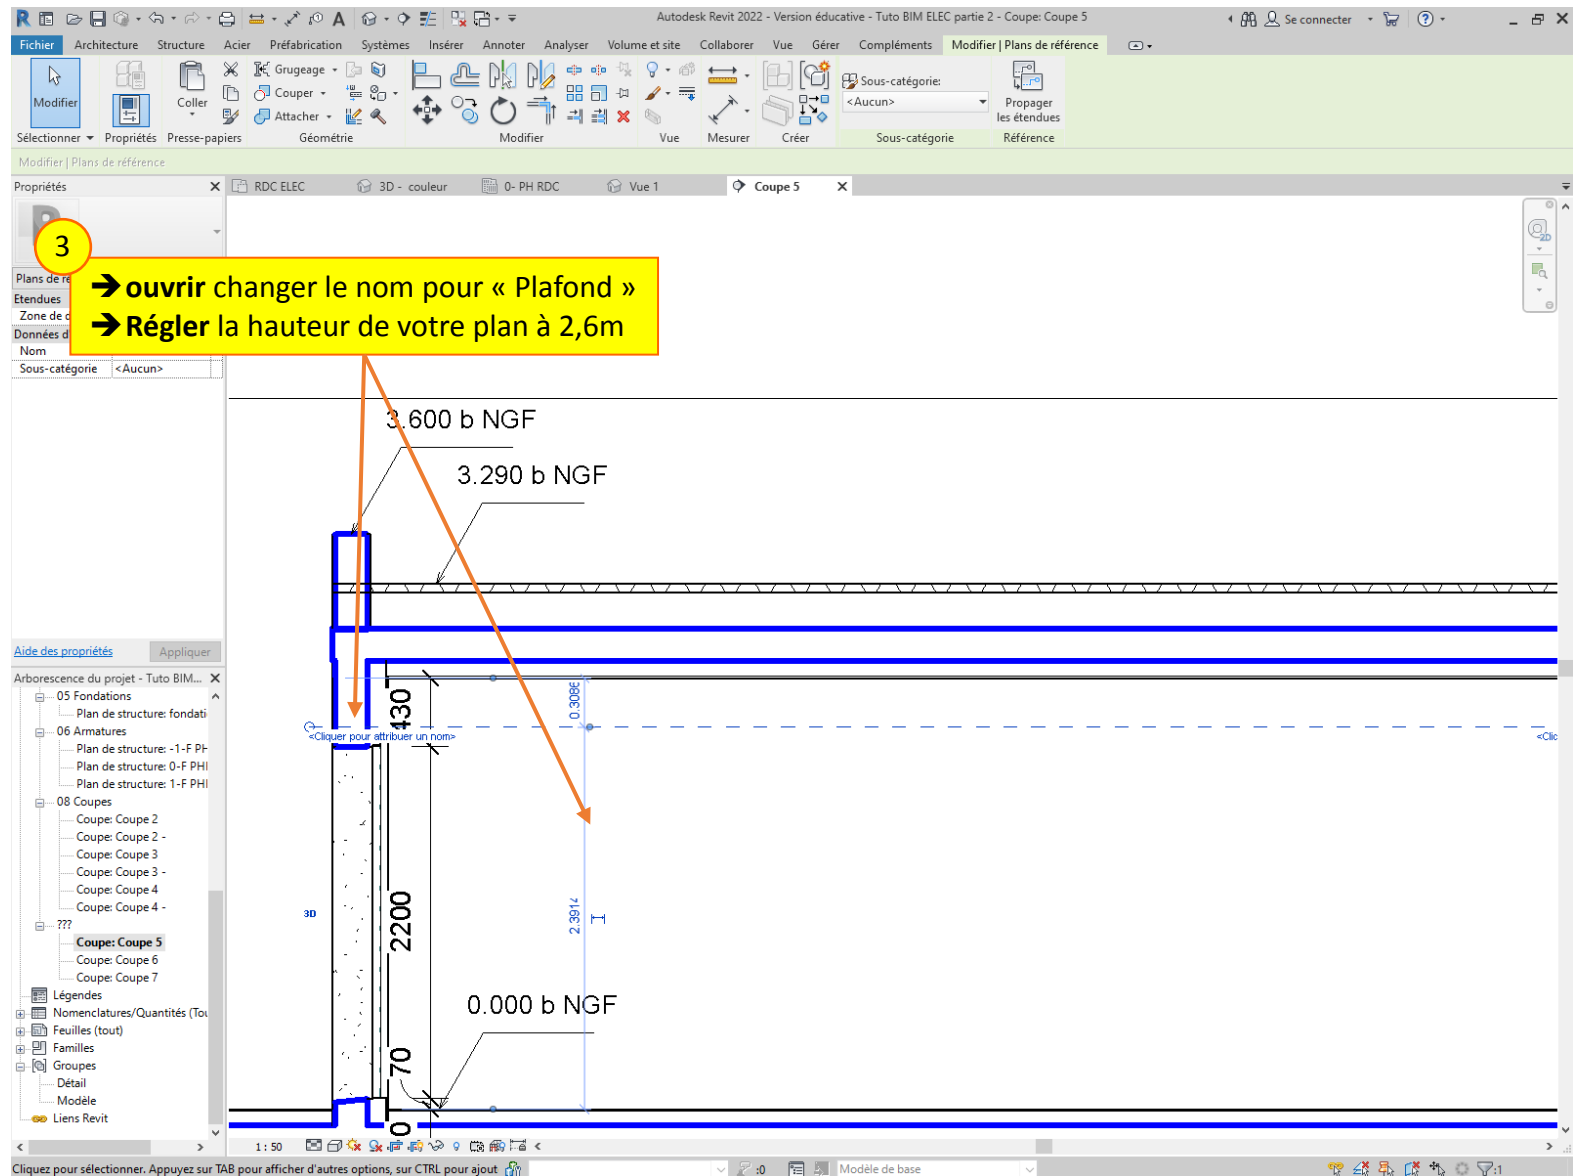 Autodesk Revit 2022 - Version éducative - Tuto BIM ELEC partie 2 - Coupe: Coupe 5
Se connecter
Fichier Architecture Structure Acier Préfabrication Systèmes Insérer Annoter Analyser Volume et site Collaborer Vue Gérer Compléments Modifier | Plans de référence
Modifier
Coller
Grugeage
Couper
Attacher
Sous-catégorie:
<Aucun>
Propager
les étendues
Sélectionner Propriétés Presse-papiers Géométrie Modifier Vue Mesurer Créer Sous-catégorie Référence
Modifier | Plans de référence
Propriétés
RDC ELEC 3D - couleur 0- PH RDC Vue 1 Coupe 5
3
➔ ouvrir changer le nom pour « Plafond »
➔ Régler la hauteur de votre plan à 2,6m
Plans de ré
Etendues
Zone de d
Données d
Nom
Sous-catégorie <Aucun>
3.600 b NGF
3.290 b NGF
430
0.3086
<Cliquer pour attribuer un nom>
<Clic
3D
2200
2.3914
0.000 b NGF
70
0
Aide des propriétés Appliquer
Arborescence du projet - Tuto BIM...
05 Fondations
Plan de structure: fondati
06 Armatures
Plan de structure: -1-F PH
Plan de structure: 0-F PHI
Plan de structure: 1-F PHI
08 Coupes
Coupe: Coupe 2
Coupe: Coupe 2 -
Coupe: Coupe 3
Coupe: Coupe 3 -
Coupe: Coupe 4
Coupe: Coupe 4 -
???
Coupe: Coupe 5
Coupe: Coupe 6
Coupe: Coupe 7
Légendes
Nomenclatures/Quantités (Tou
Feuilles (tout)
Familles
Groupes
Détail
Modèle
Liens Revit
1 : 50
Cliquez pour sélectionner. Appuyez sur TAB pour afficher d'autres options, sur CTRL pour ajout
:0
Modèle de base
:1